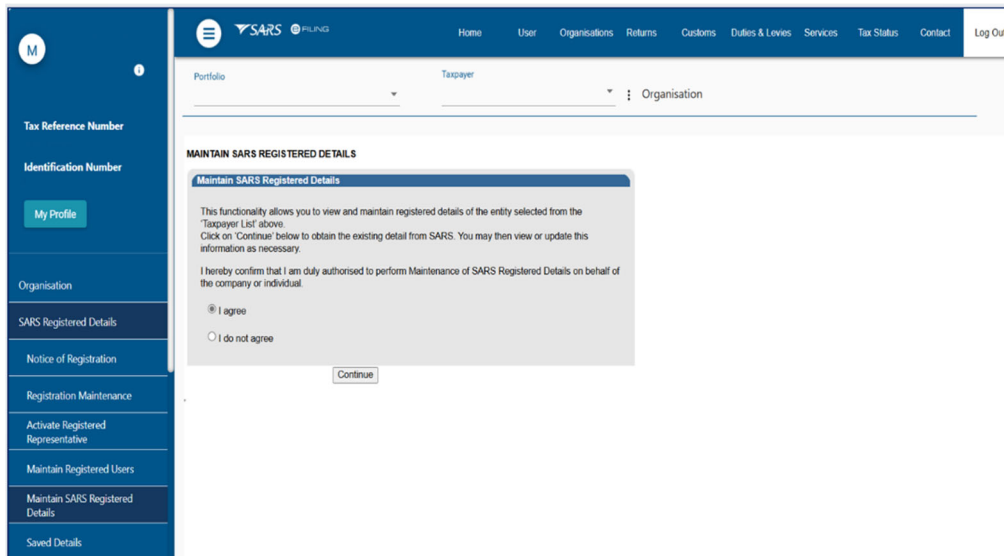 M
i
Tax Reference Number
Identification Number
My Profile
Organisation
SARS Registered Details
Notice of Registration
Registration Maintenance
Activate Registered
Representative
Maintain Registered Users
Maintain SARS Registered
Details
Saved Details
SARS eFILING
Home User Organisations Returns Customs Duties & Levies Services Tax Status Contact Log Out
Portfolio
Taxpayer
Organisation
MAINTAIN SARS REGISTERED DETAILS
Maintain SARS Registered Details
This functionality allows you to view and maintain registered details of the entity selected from the
'Taxpayer List' above.
Click on 'Continue' below to obtain the existing detail from SARS. You may then view or update this
information as necessary.
I hereby confirm that I am duly authorised to perform Maintenance of SARS Registered Details on behalf of
the company or individual.
I agree
I do not agree
Continue